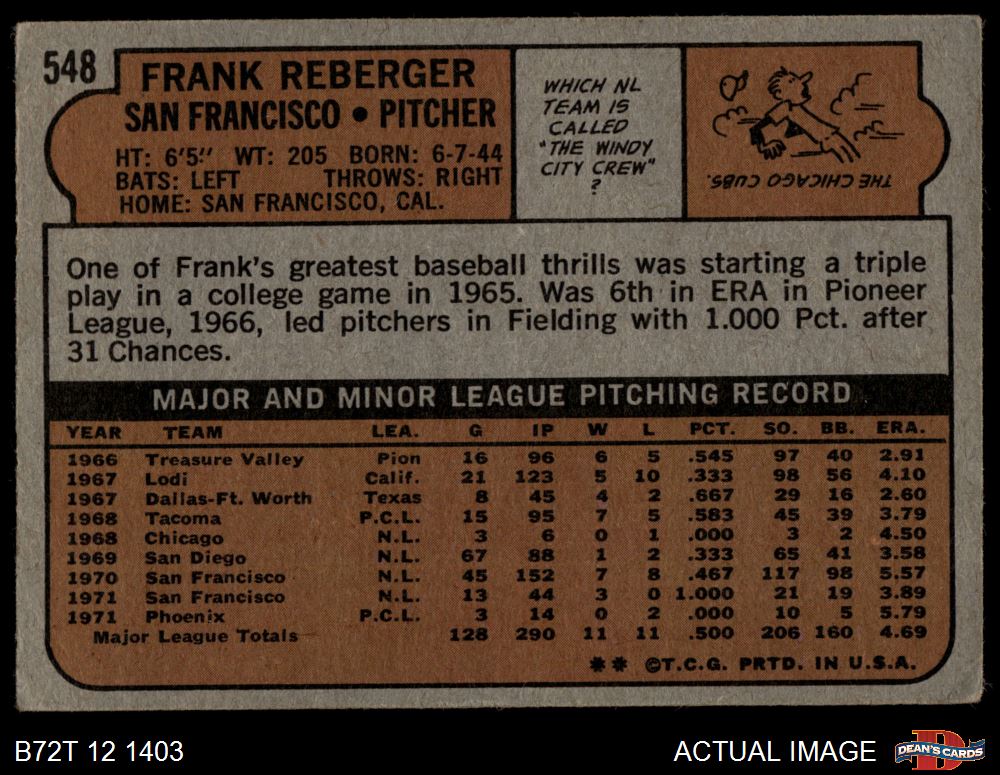 548
FRANK REBERGER
SAN FRANCISCO • PITCHER
HT: 6'5" WT: 205 BORN: 6-7-44
BATS: LEFT THROWS: RIGHT
HOME: SAN FRANCISCO, CAL.
WHICH NL
TEAM IS
CALLED
"THE WINDY
CITY CREW"
?
THE CHICAGO CUBS.
One of Frank's greatest baseball thrills was starting a triple
play in a college game in 1965. Was 6th in ERA in Pioneer
League, 1966, led pitchers in Fielding with 1.000 Pct. after
31 Chances.
MAJOR AND MINOR LEAGUE PITCHING RECORD
YEAR TEAM LEA. G IP W L PCT. SO. BB. ERA.
1966 Treasure Valley Pion 16 96 6 5 .545 97 40 2.91
1967 Lodi Calif. 21 123 5 10 .333 98 56 4.10
1967 Dallas-Ft. Worth Texas 8 45 4 2 .667 29 16 2.60
1968 Tacoma P.C.L. 15 95 7 5 .583 45 39 3.79
1968 Chicago N.L. 3 6 0 1 .000 3 2 4.50
1969 San Diego N.L. 67 88 1 2 .333 65 41 3.58
1970 San Francisco N.L. 45 152 7 8 .467 117 98 5.57
1971 San Francisco N.L. 13 44 3 0 1.000 21 19 3.89
1971 Phoenix P.C.L. 3 14 0 2 .000 10 5 5.79
Major League Totals 128 290 11 11 .500 206 160 4.69
** ©T.C.G. PRTD. IN U.S.A.
B72T 12 1403
ACTUAL IMAGE
D
DEAN'S CARDS